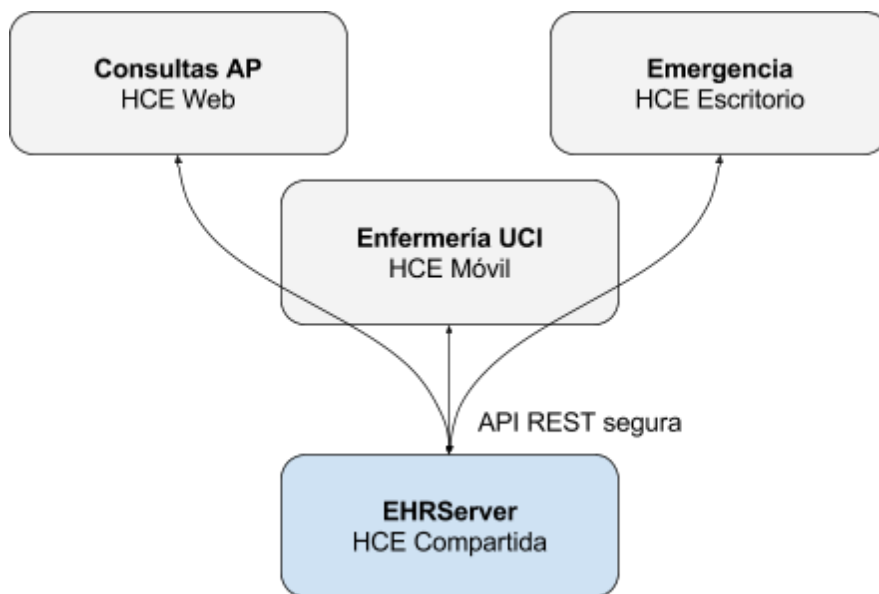 Consultas AP
HCE Web
Emergencia
HCE Escritorio
Enfermería UCI
HCE Móvil
API REST segura
EHRServer
HCE Compartida